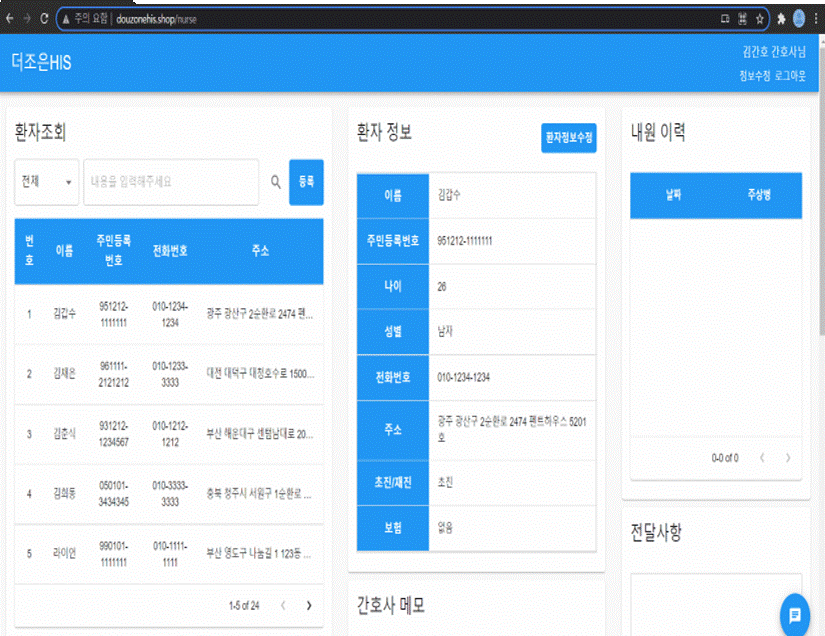 주의 요함 | douzonehis.shop/nurse
더조은HIS
김간호 간호사님
정보수정 로그아웃
환자조회
전체
내용을 입력해주세요
등록
번호 이름 주민등록번호 전화번호 주소
1 김갑수 951212-1111111 010-1234-1234 광주 광산구 2순환로 2474 펜...
2 김재은 961111-2121212 010-1233-3333 대전 대덕구 대청호수로 1500...
3 김춘식 931212-1234567 010-1212-1212 부산 해운대구 센텀남대로 20...
4 김희동 050101-3434345 010-3333-3333 충북 청주시 서원구 1순환로 ...
5 라이언 990101-1111111 010-1111-1111 부산 영도구 나눔길 1 123동 ...
1-5 of 24
환자 정보
환자정보수정
이름 김갑수
주민등록번호 951212-1111111
나이 26
성별 남자
전화번호 010-1234-1234
주소 광주 광산구 2순환로 2474 펜트하우스 5201
호
초진/재진 초진
보험 없음
간호사 메모
내원 이력
날짜 주상병
0-0 of 0
전달사항